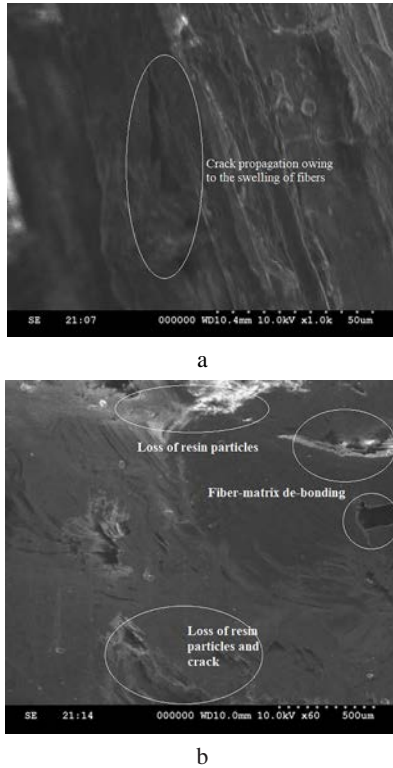 Crack propagation owing
to the swelling of fibers
SE 21:07 000000 WD10.4mm 10.0kV x1.0k 50um
a
Loss of resin particles
Fiber-matrix de-bonding
Loss of resin
particles and
crack
SE 21:14 000000 WD10.0mm 10.0kV x60 500um
b